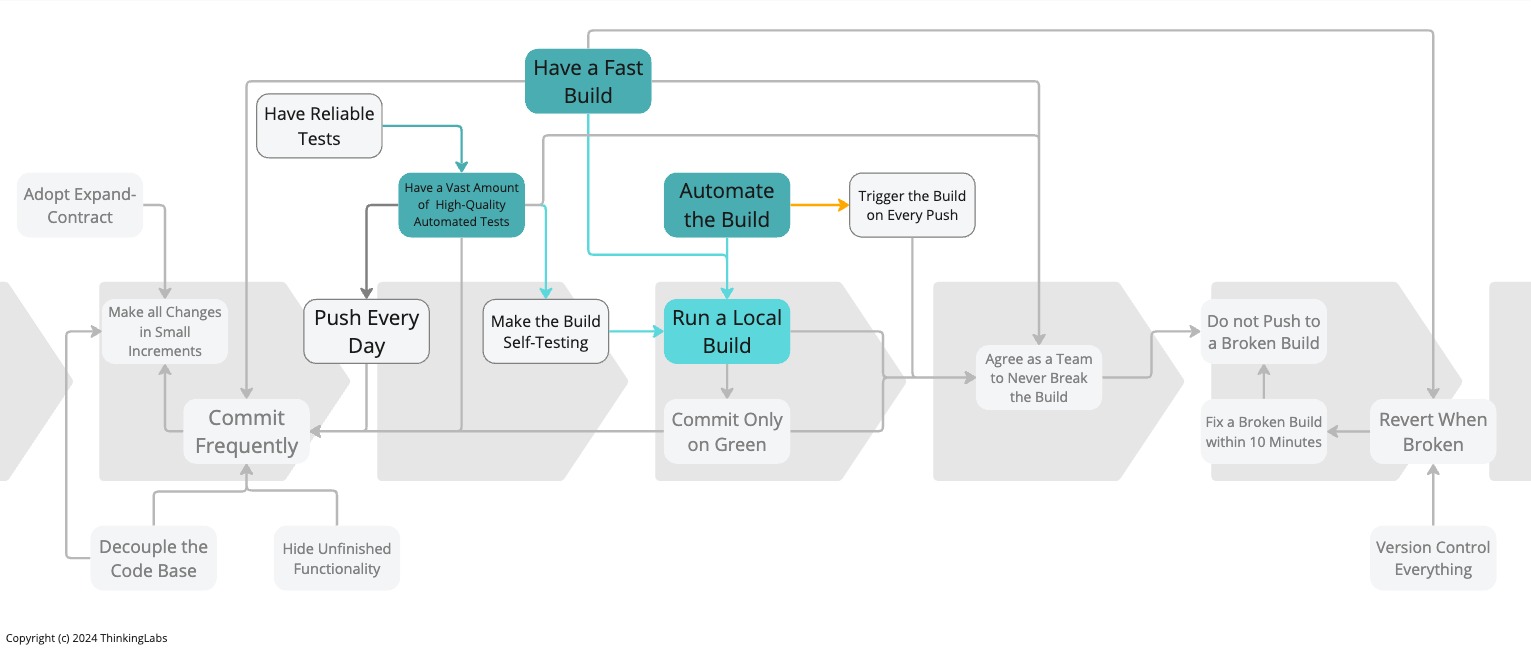 Have a Fast
Build
Have Reliable
Tests
Adopt Expand-
Contract
Have a Vast Amount
of High-Quality
Automated Tests
Automate
the Build
Trigger the Build
on Every Push
Make all Changes
in Small
Increments
Push Every
Day
Make the Build
Self-Testing
Run a Local
Build
Agree as a Team
to Never Break
the Build
Do not Push to
a Broken Build
Commit
Frequently
Commit Only
on Green
Fix a Broken Build
within 10 Minutes
Revert When
Broken
Decouple the
Code Base
Hide Unfinished
Functionality
Version Control
Everything
Copyright (c) 2024 ThinkingLabs